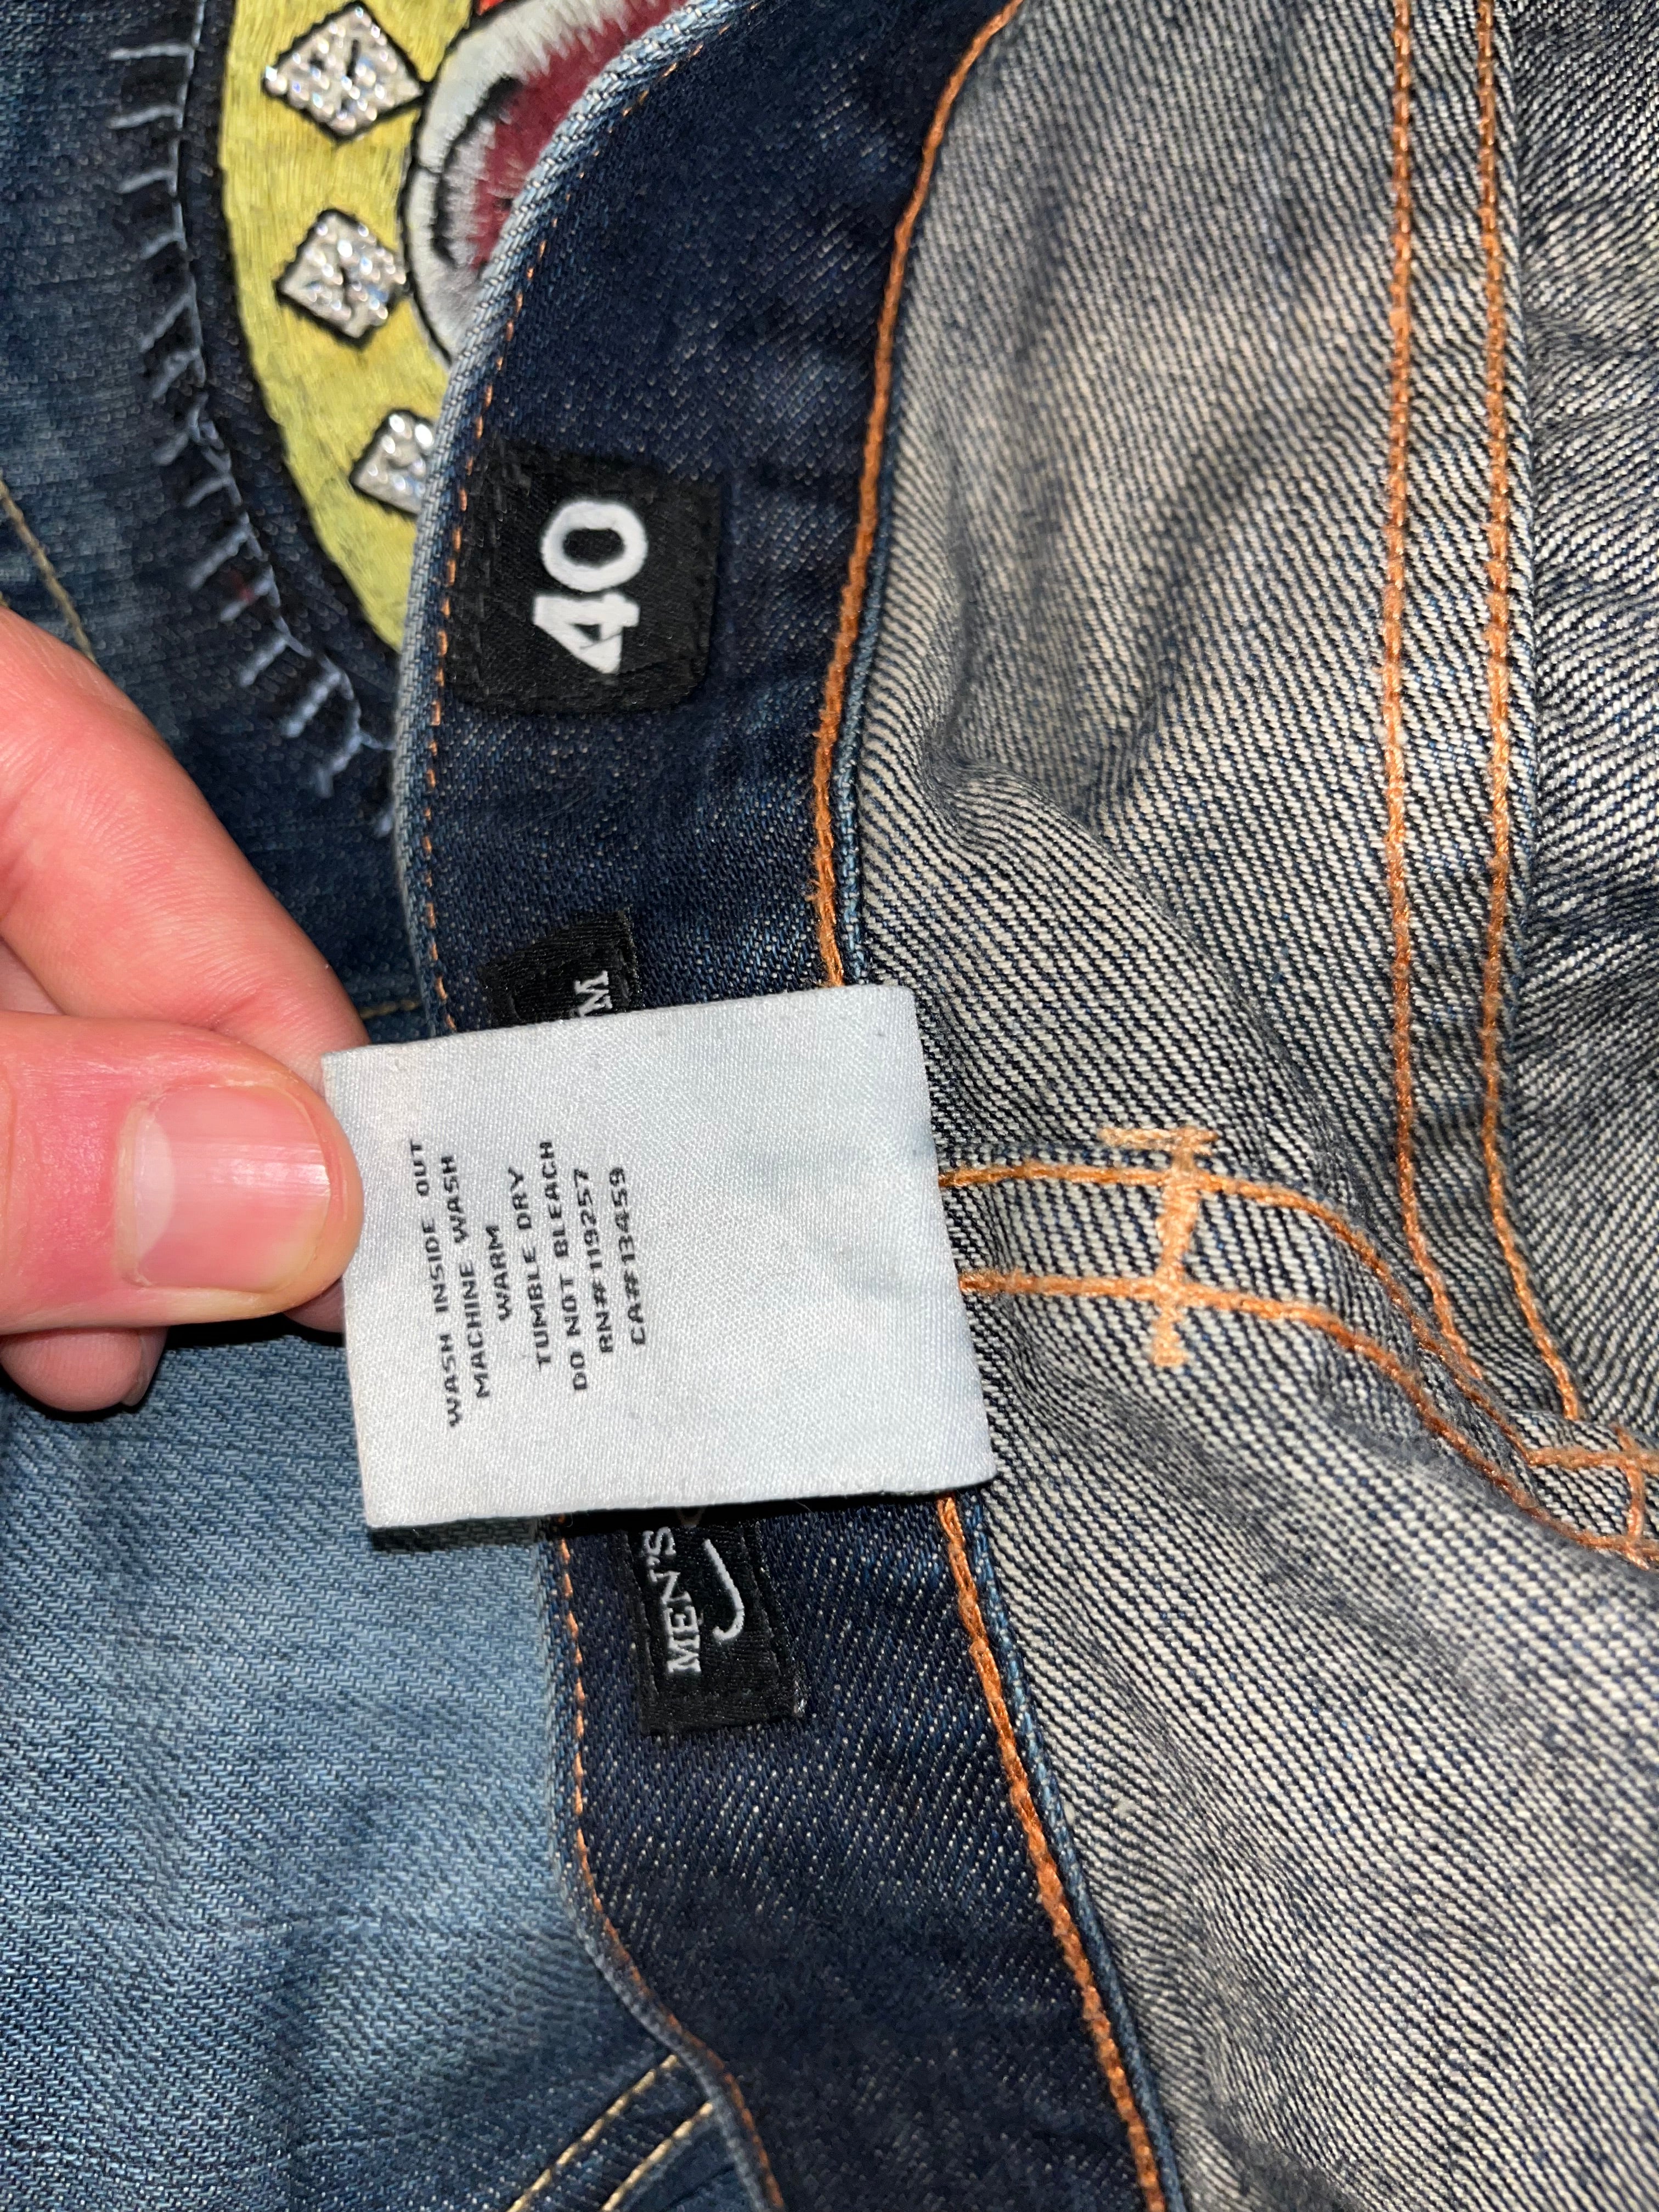 40
MEN'S
WASH INSIDE OUT
MACHINE WASH
WARM
TUMBLE DRY
DO NOT BLEACH
RN#119257
CA#13459